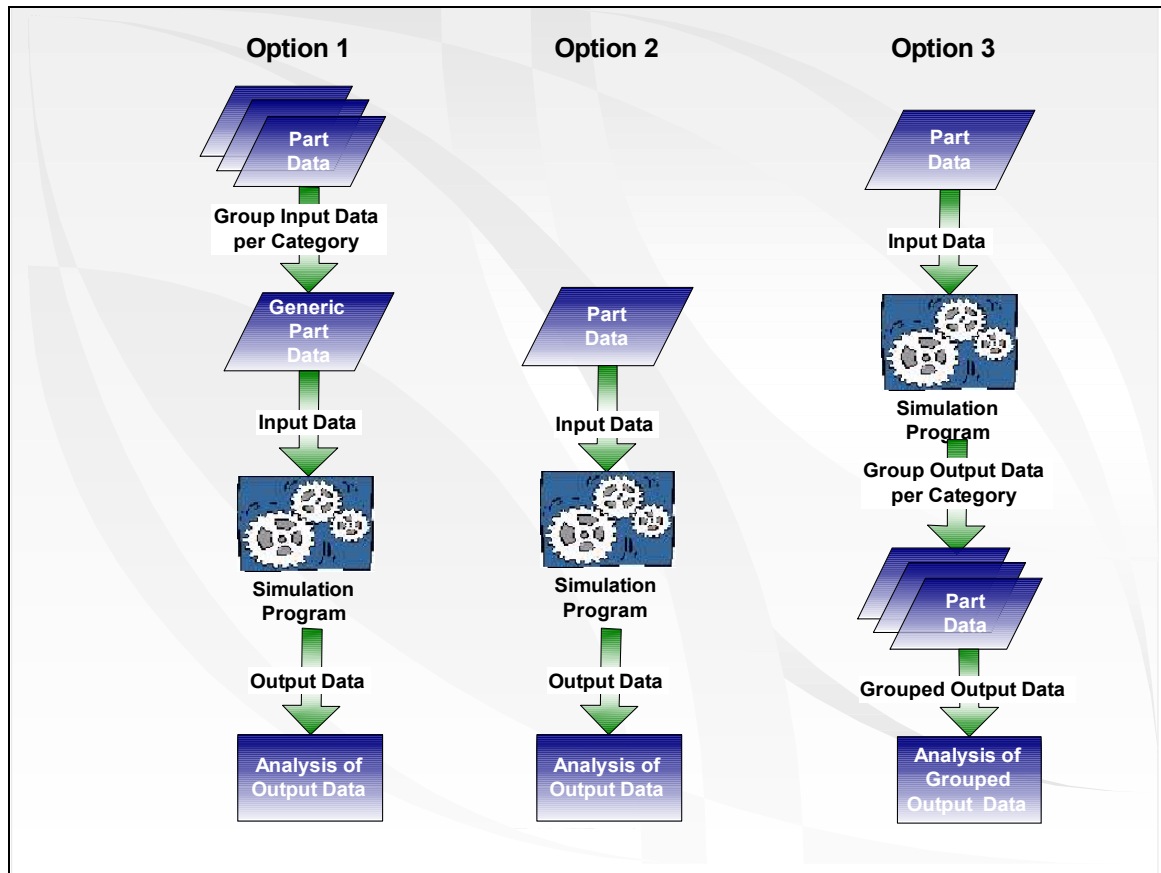 Option 1
Part
Data
Group Input Data
per Category
Generic
Part
Data
Input Data
Simulation
Program
Output Data
Analysis of
Output Data
Option 2
Part
Data
Input Data
Simulation
Program
Output Data
Analysis of
Output Data
Option 3
Part
Data
Input Data
Simulation
Program
Group Output Data
per Category
Part
Data
Grouped Output Data
Analysis of
Grouped
Output Data